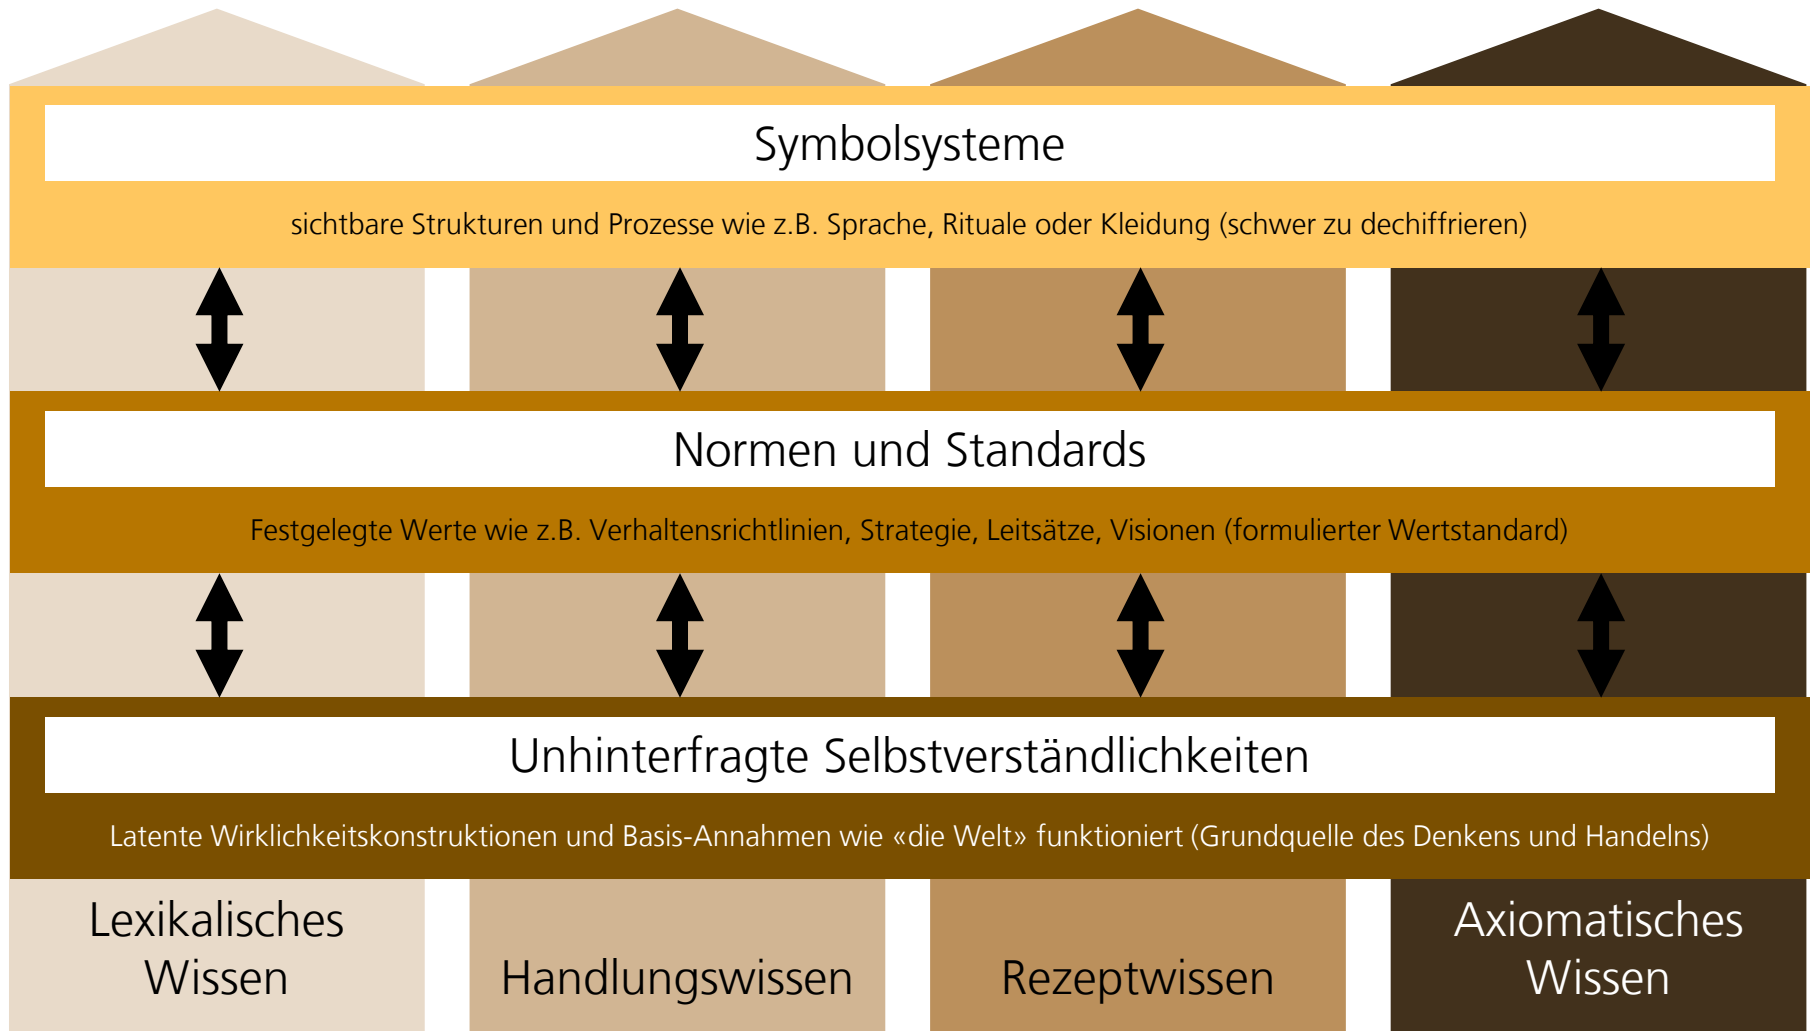 Symbolsysteme
sichtbare Strukturen und Prozesse wie z.B. Sprache, Rituale oder Kleidung (schwer zu dechiffrieren)
Normen und Standards
Festgelegte Werte wie z.B. Verhaltensrichtlinien, Strategie, Leitsätze, Visionen (formulierter Wertstandard)
Unhinterfragte Selbstverständlichkeiten
Latente Wirklichkeitskonstruktionen und Basis-Annahmen wie «die Welt» funktioniert (Grundquelle des Denkens und Handelns)
Lexikalisches
Wissen
Handlungswissen
Rezeptwissen
Axiomatisches
Wissen